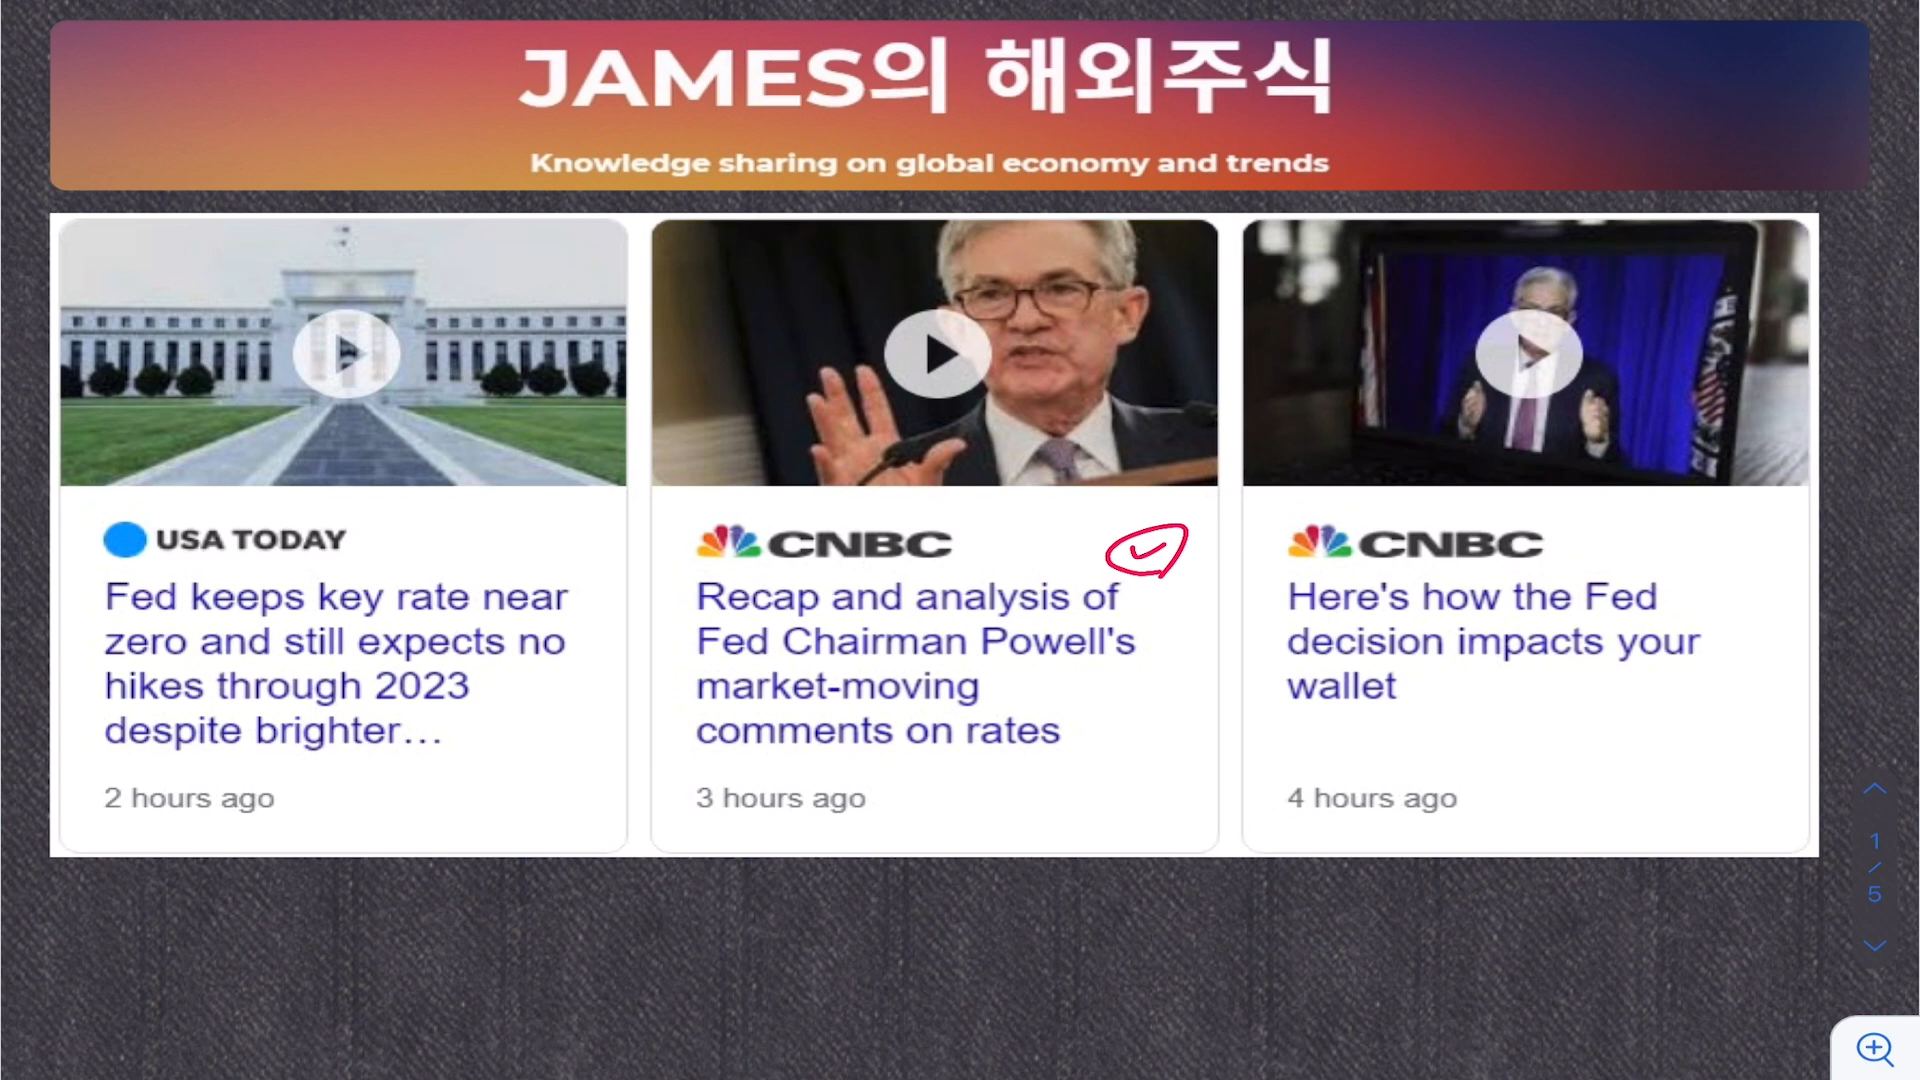 JAMES의 해외주식
Knowledge sharing on global economy and trends
USA TODAY
Fed keeps key rate near
zero and still expects no
hikes through 2023
despite brighter...
2 hours ago
CNBC
Recap and analysis of
Fed Chairman Powell's
market-moving
comments on rates
3 hours ago
CNBC
Here's how the Fed
decision impacts your
wallet
4 hours ago
1
/
5